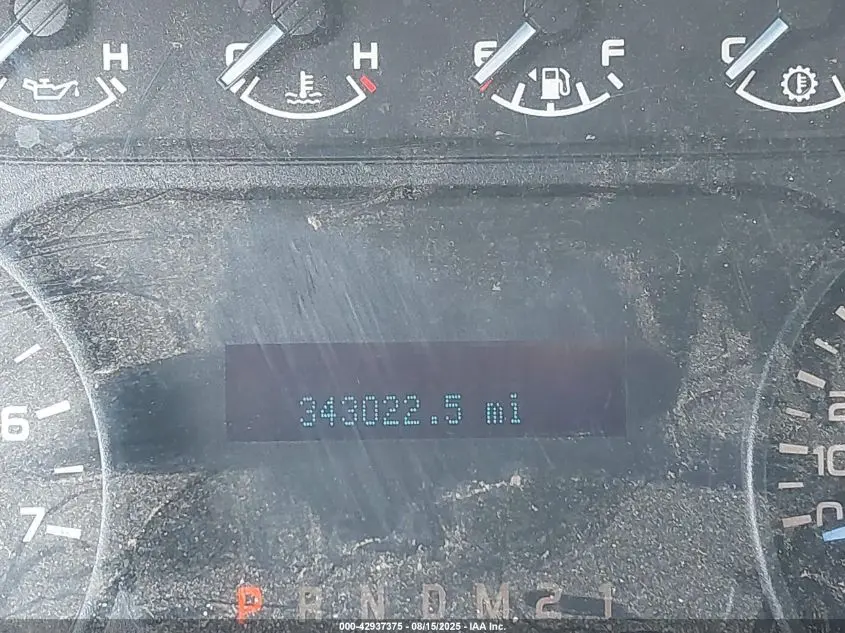 H C H E F C
343022.5 mi
6
7
10
P R N D M 2 1
000-42937375 - 08/15/2025 - IAA Inc.